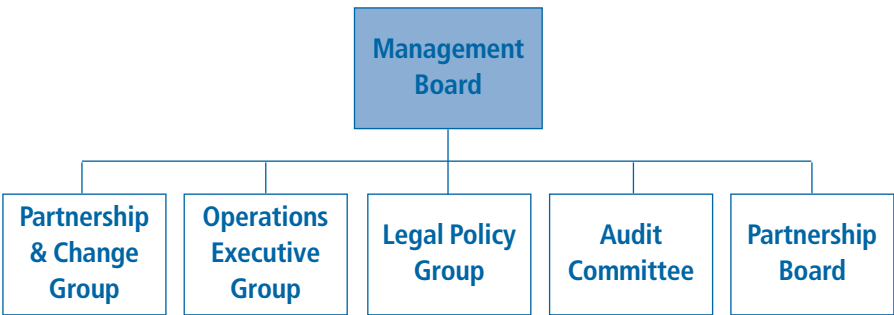 Management
Board
Partnership
& Change
Group
Operations
Executive
Group
Legal Policy
Group
Audit
Committee
Partnership
Board